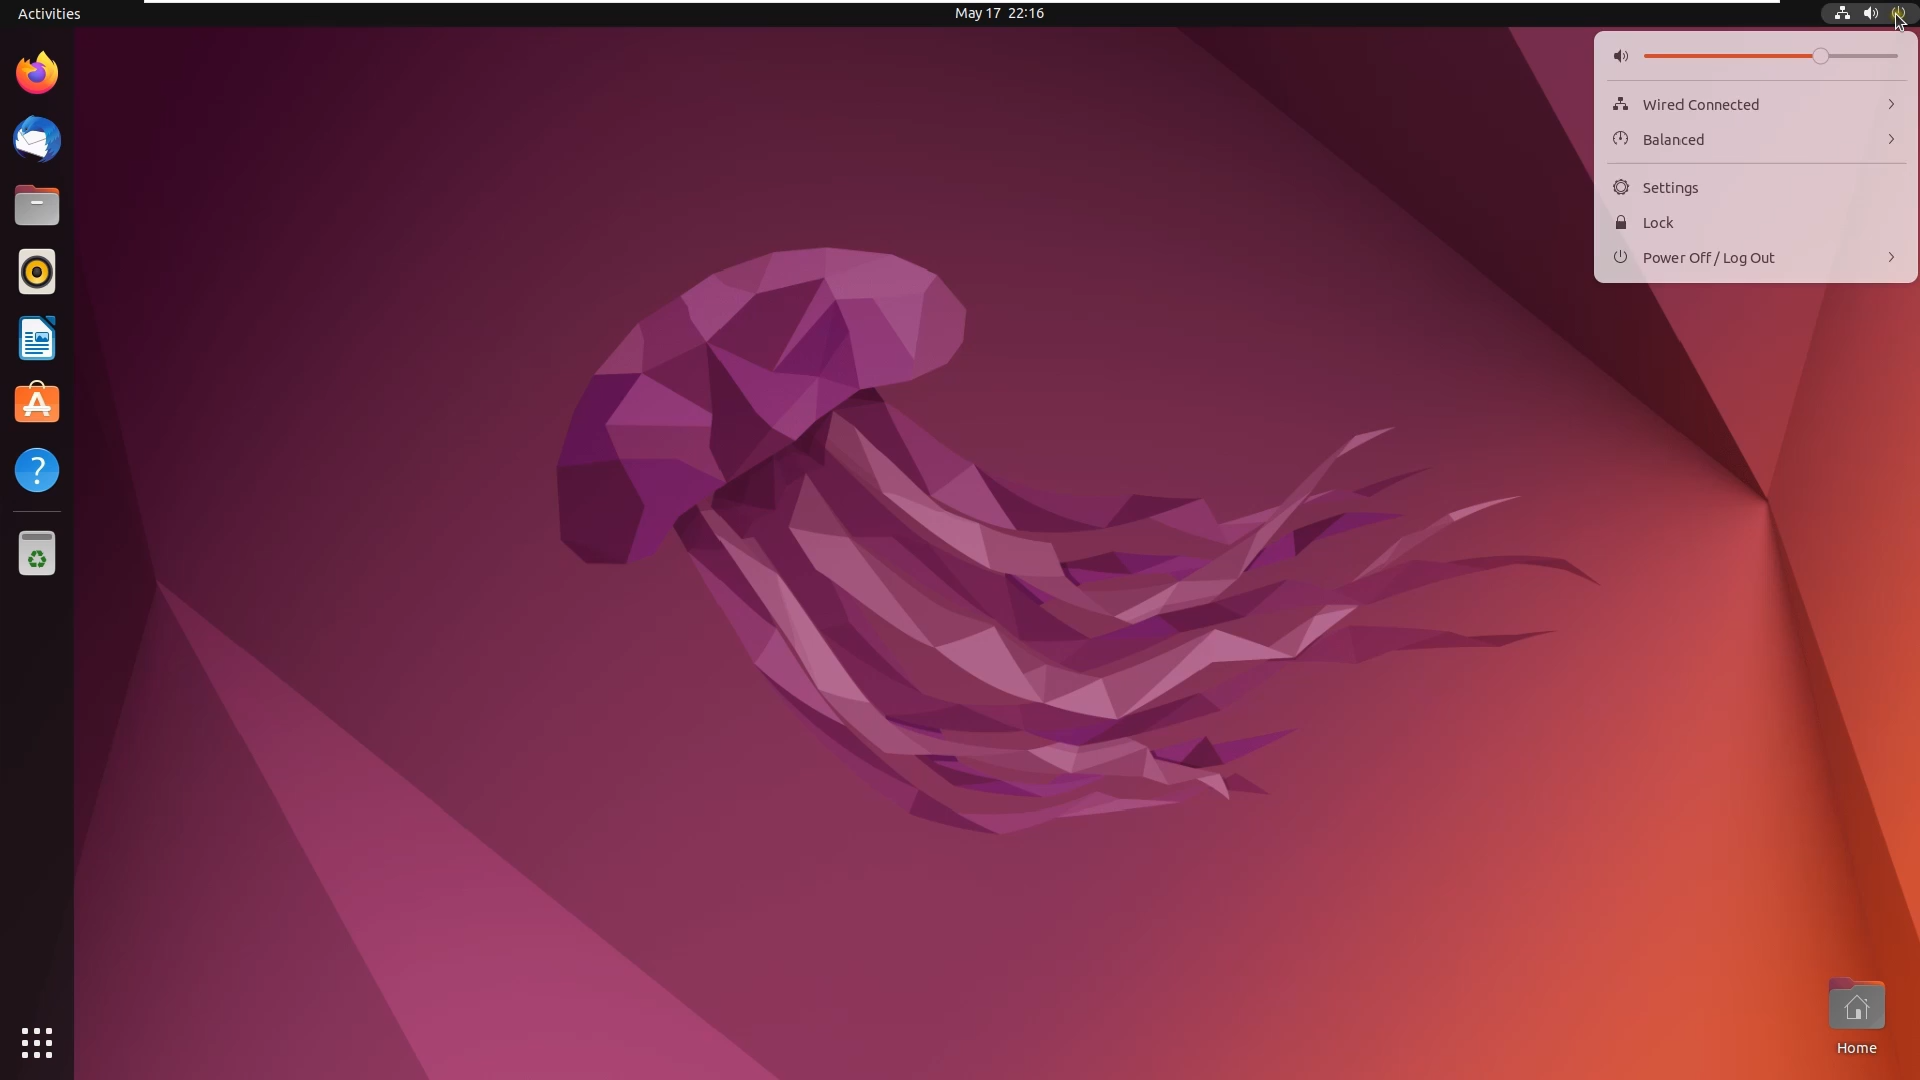 Activities
May 17 22:16
Wired Connected
Balanced
Settings
Lock
Power Off / Log Out
Home